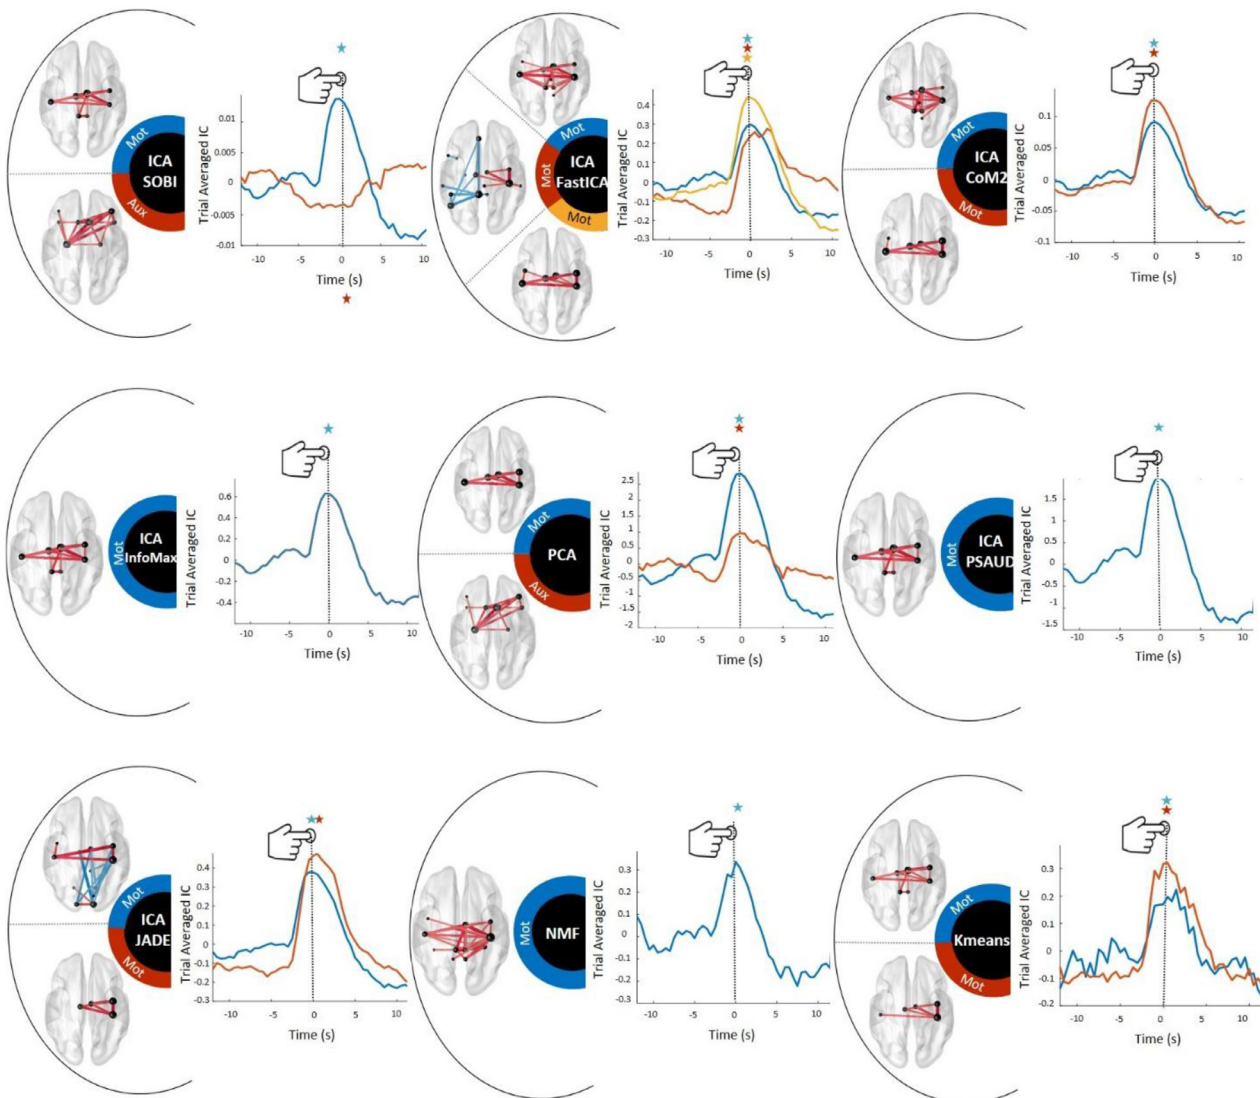 Mot
ICA
SOBI
Aux
Trial Averaged IC
0.01
0.005
0
-0.005
-0.01
-10
-5
0
5
10
Time (s)
Mot
ICA
FastICA
Mot
Mot
Trial Averaged IC
0.4
0.3
0.2
0.1
0
-0.1
-0.2
-0.3
-10
-5
0
5
10
Time (s)
Mot
ICA
CoM2
Mot
Trial Averaged IC
0.1
0.05
0
-0.05
-0.1
-10
-5
0
5
10
Time (s)
Mot
ICA
InfoMax
Trial Averaged IC
0.6
0.4
0.2
0
-0.2
-0.4
-10
-5
0
5
10
Time (s)
Mot
PCA
Aux
Trial Averaged IC
2.5
2
1.5
1
0.5
0
-0.5
-1
-1.5
-2
-10
-5
0
5
10
Time (s)
Mot
ICA
PSAUD
Trial Averaged IC
1.5
1
0.5
0
-0.5
-1
-1.5
-10
-5
0
5
10
Time (s)
Mot
ICA
JADE
Mot
Trial Averaged IC
0.4
0.3
0.2
0.1
0
-0.1
-0.2
-0.3
-10
-5
0
5
10
Time (s)
Mot
NMF
Trial Averaged IC
0.3
0.2
0.1
0
-0.1
-0.2
-0.3
-10
-5
0
5
10
Time (s)
Mot
Kmeans
Mot
Trial Averaged IC
0.3
0.2
0.1
0
-0.1
-0.2
-10
-5
0
5
10
Time (s)